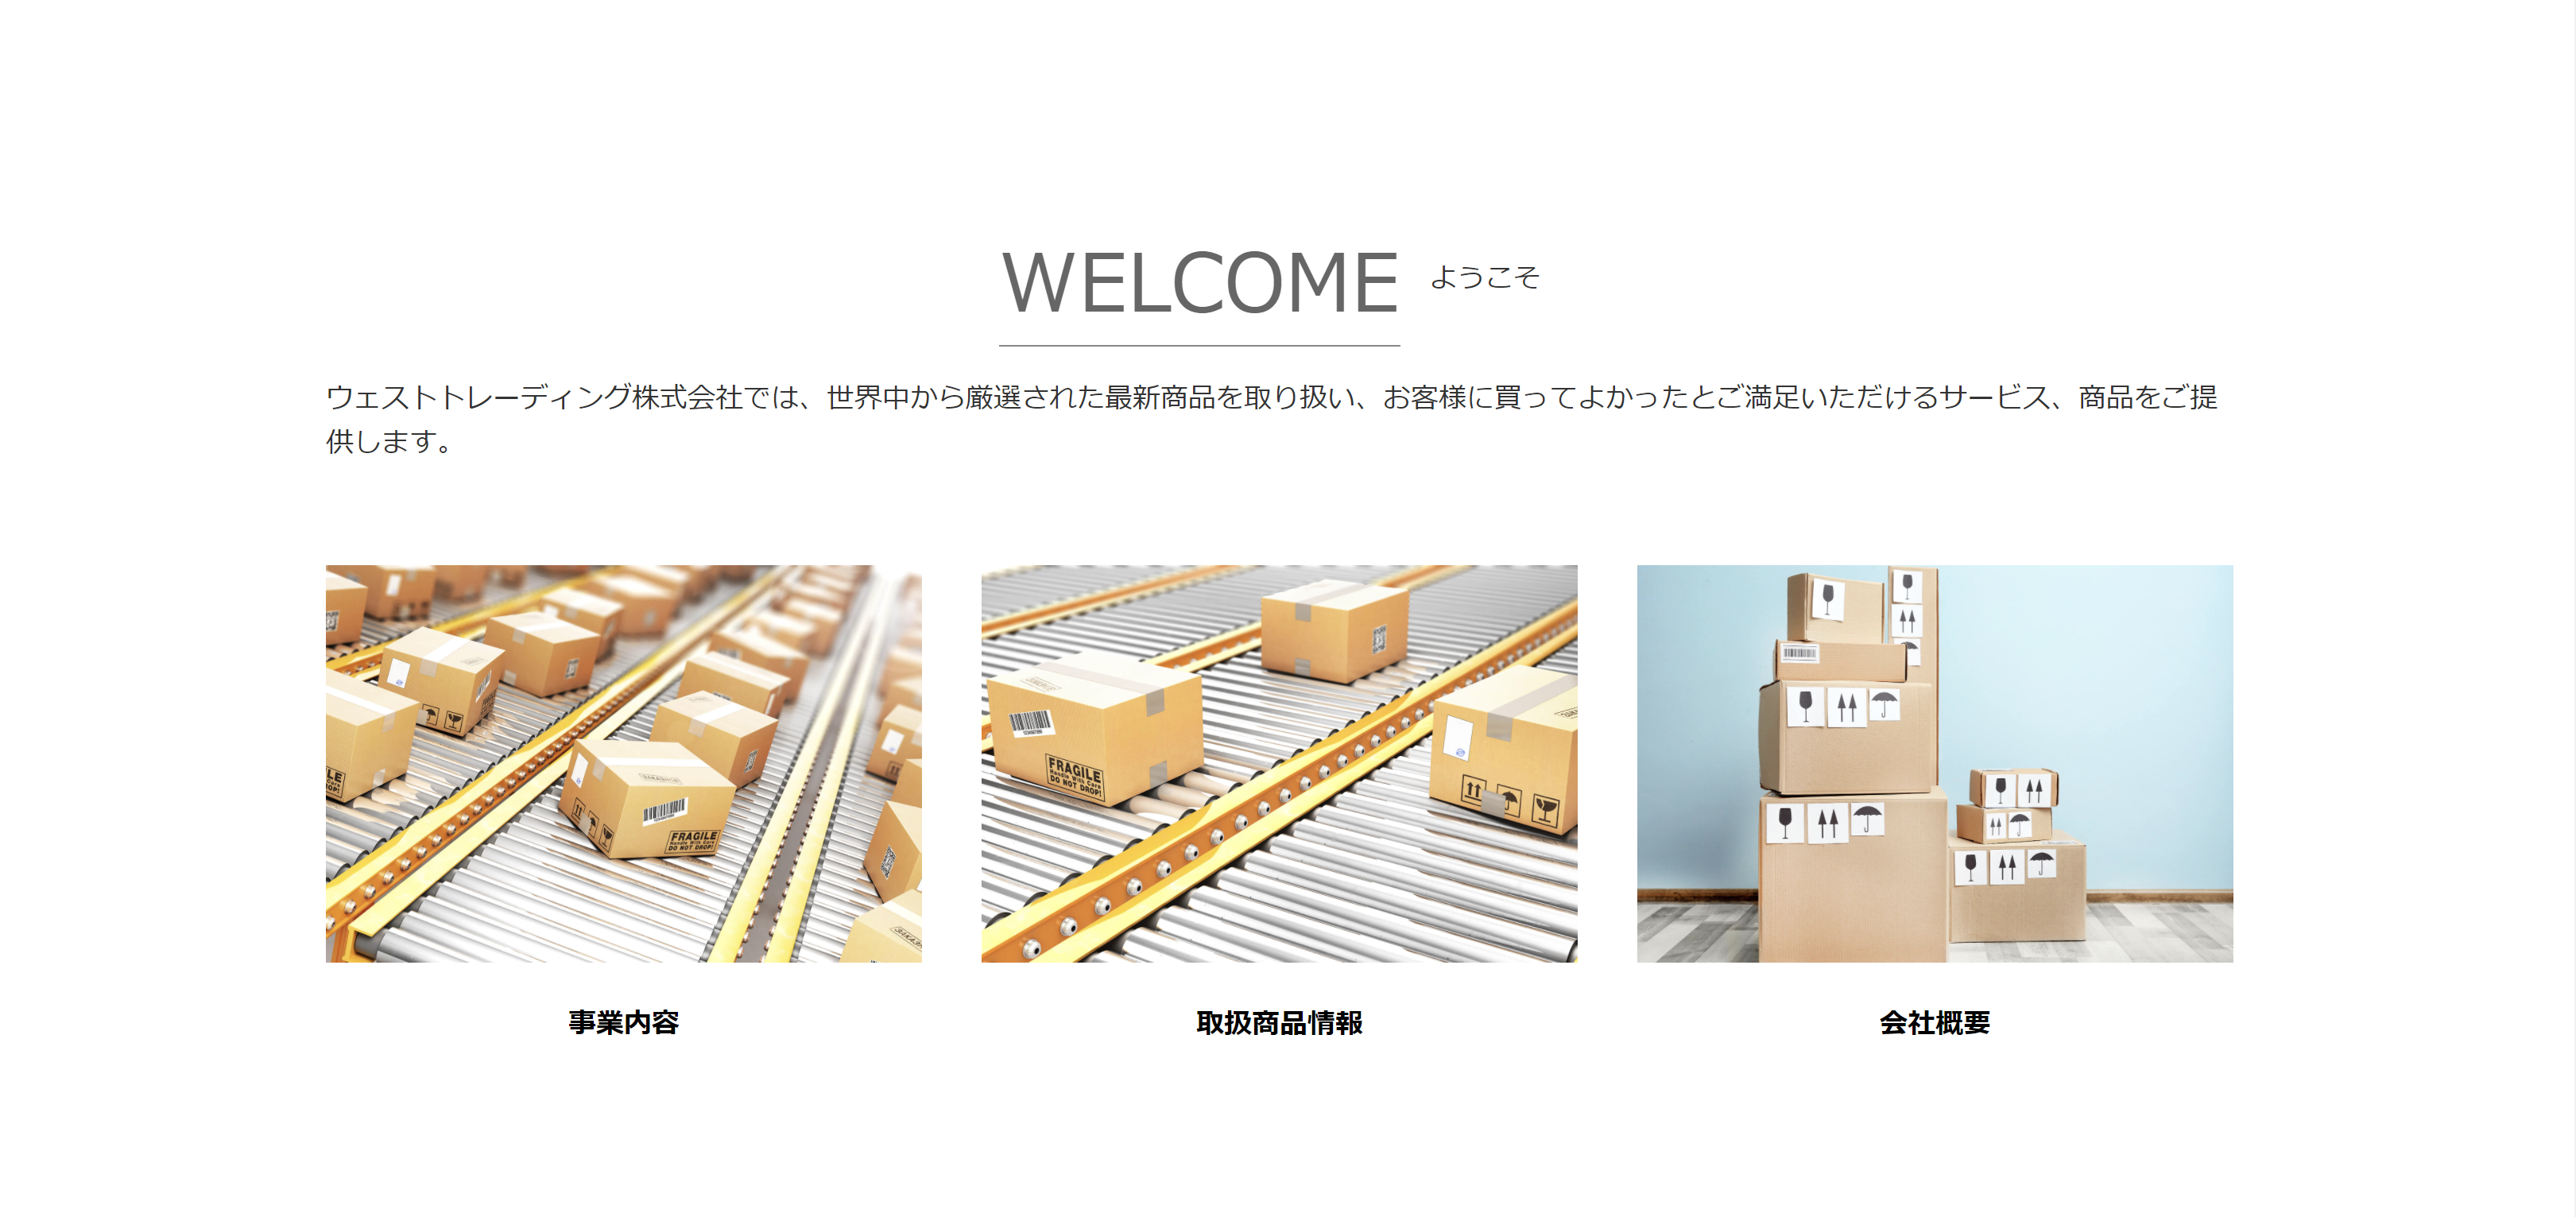 WELCOME ようこそ
ウェストトレーディング株式会社では、世界中から厳選された最新商品を取り扱い、お客様に買ってよかったとご満足いただけるサービス、商品をご提
供します。
FRAGILE
Handle With Care
DO NOT DROP!
FRAGILE
Handle With Care
DO NOT DROP!
事業内容 取扱商品情報 会社概要